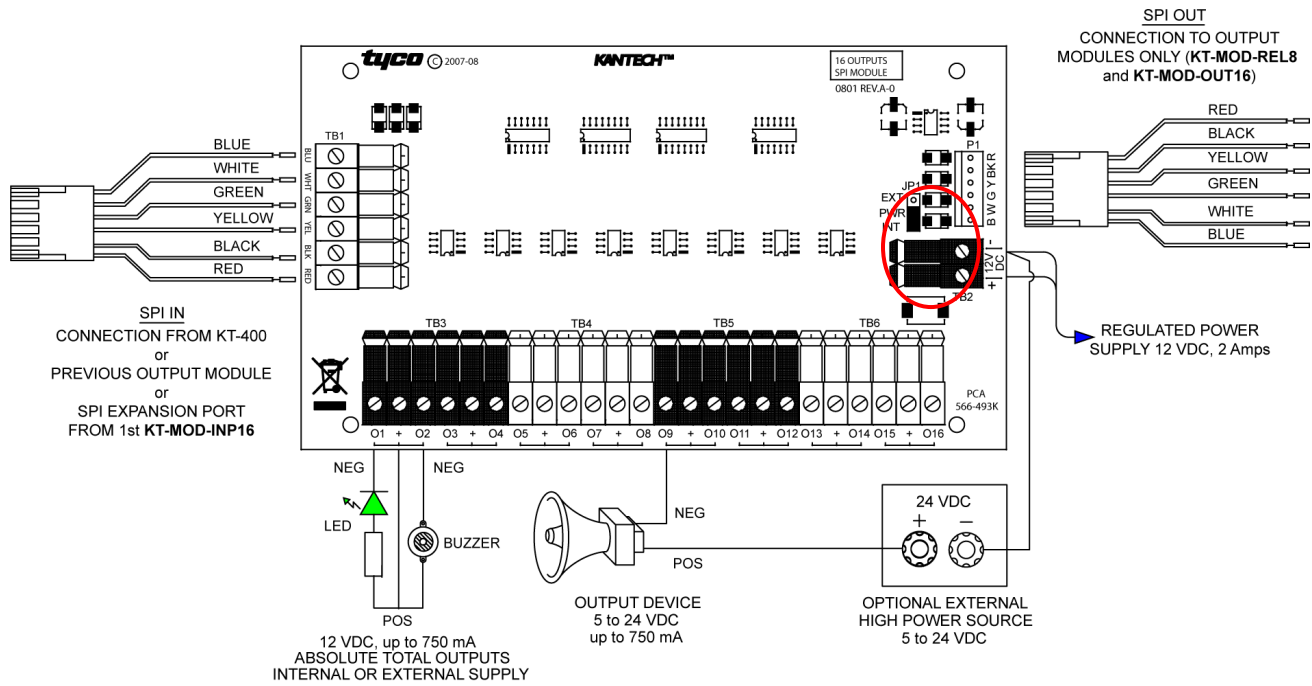 SPI OUT
CONNECTION TO OUTPUT
MODULES ONLY (KT-MOD-REL8
and KT-MOD-OUT16)
tyco © 2007-08
KANTECH™
16 OUTPUTS
SPI MODULE
0801 REV.A-0
BLUE
WHITE
GREEN
YELLOW
BLACK
RED
TB1
BLU
WHT
GRN
YEL
BLK
RED
P1
B W G Y BK R
JP1
EXT
PWR
INT
+ 12V -
DC
TB2
RED
BLACK
YELLOW
GREEN
WHITE
BLUE
SPI IN
CONNECTION FROM KT-400
or
PREVIOUS OUTPUT MODULE
or
SPI EXPANSION PORT
FROM 1st KT-MOD-INP16
REGULATED POWER
SUPPLY 12 VDC, 2 Amps
TB3
TB4
TB5
TB6
PCA
566-493K
O1 + O2 O3 + O4 O5 + O6 O7 + O8 O9 + O10 O11 + O12 O13 + O14 O15 + O16
NEG
NEG
LED
BUZZER
POS
12 VDC, up to 750 mA
ABSOLUTE TOTAL OUTPUTS
INTERNAL OR EXTERNAL SUPPLY
NEG
POS
OUTPUT DEVICE
5 to 24 VDC
up to 750 mA
24 VDC
+ −
OPTIONAL EXTERNAL
HIGH POWER SOURCE
5 to 24 VDC